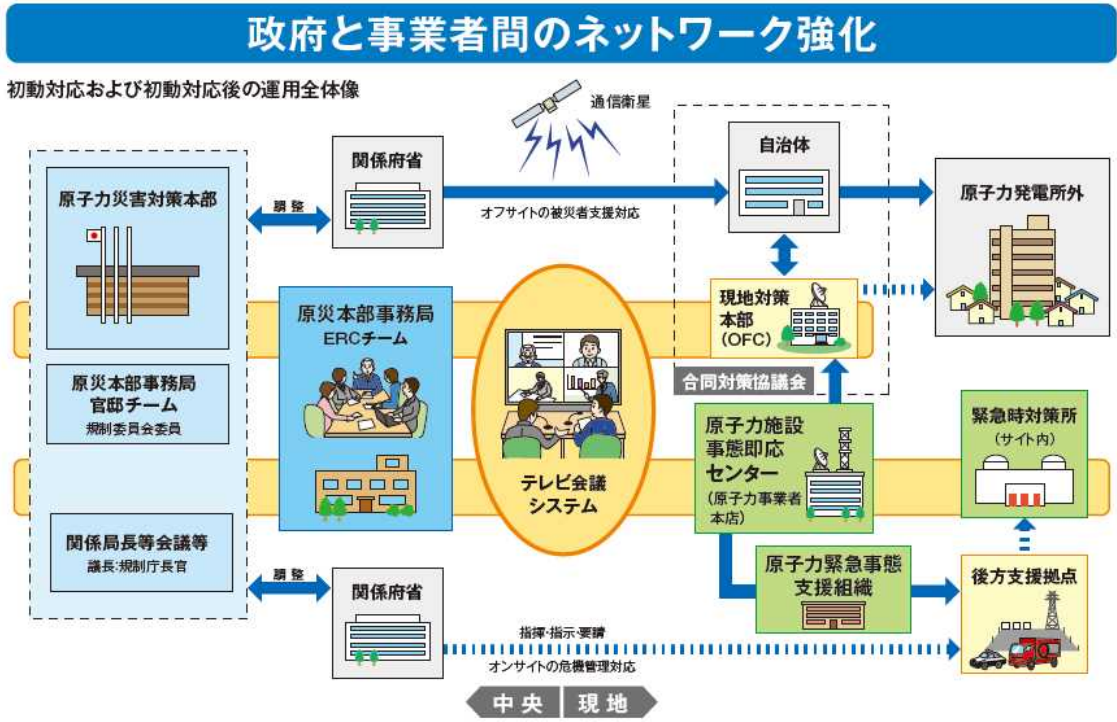 政府と事業者間のネットワーク強化
初動対応および初動対応後の運用全体像
通信衛星
関係府省
自治体
原子力災害対策本部
調整
オフサイトの被災者支援対応
原子力発電所外
原災本部事務局
ERCチーム
現地対策
本部
(OFC)
合同対策協議会
原災本部事務局
官邸チーム
規制委員会委員
テレビ会議
システム
原子力施設
事態即応
センター
(原子力事業者
本店)
緊急時対策所
(サイト内)
関係局長等会議等
議長:規制庁長官
調整
関係府省
原子力緊急事態
支援組織
後方支援拠点
指揮・指示・要請
オンサイトの危機管理対応
中央
現地